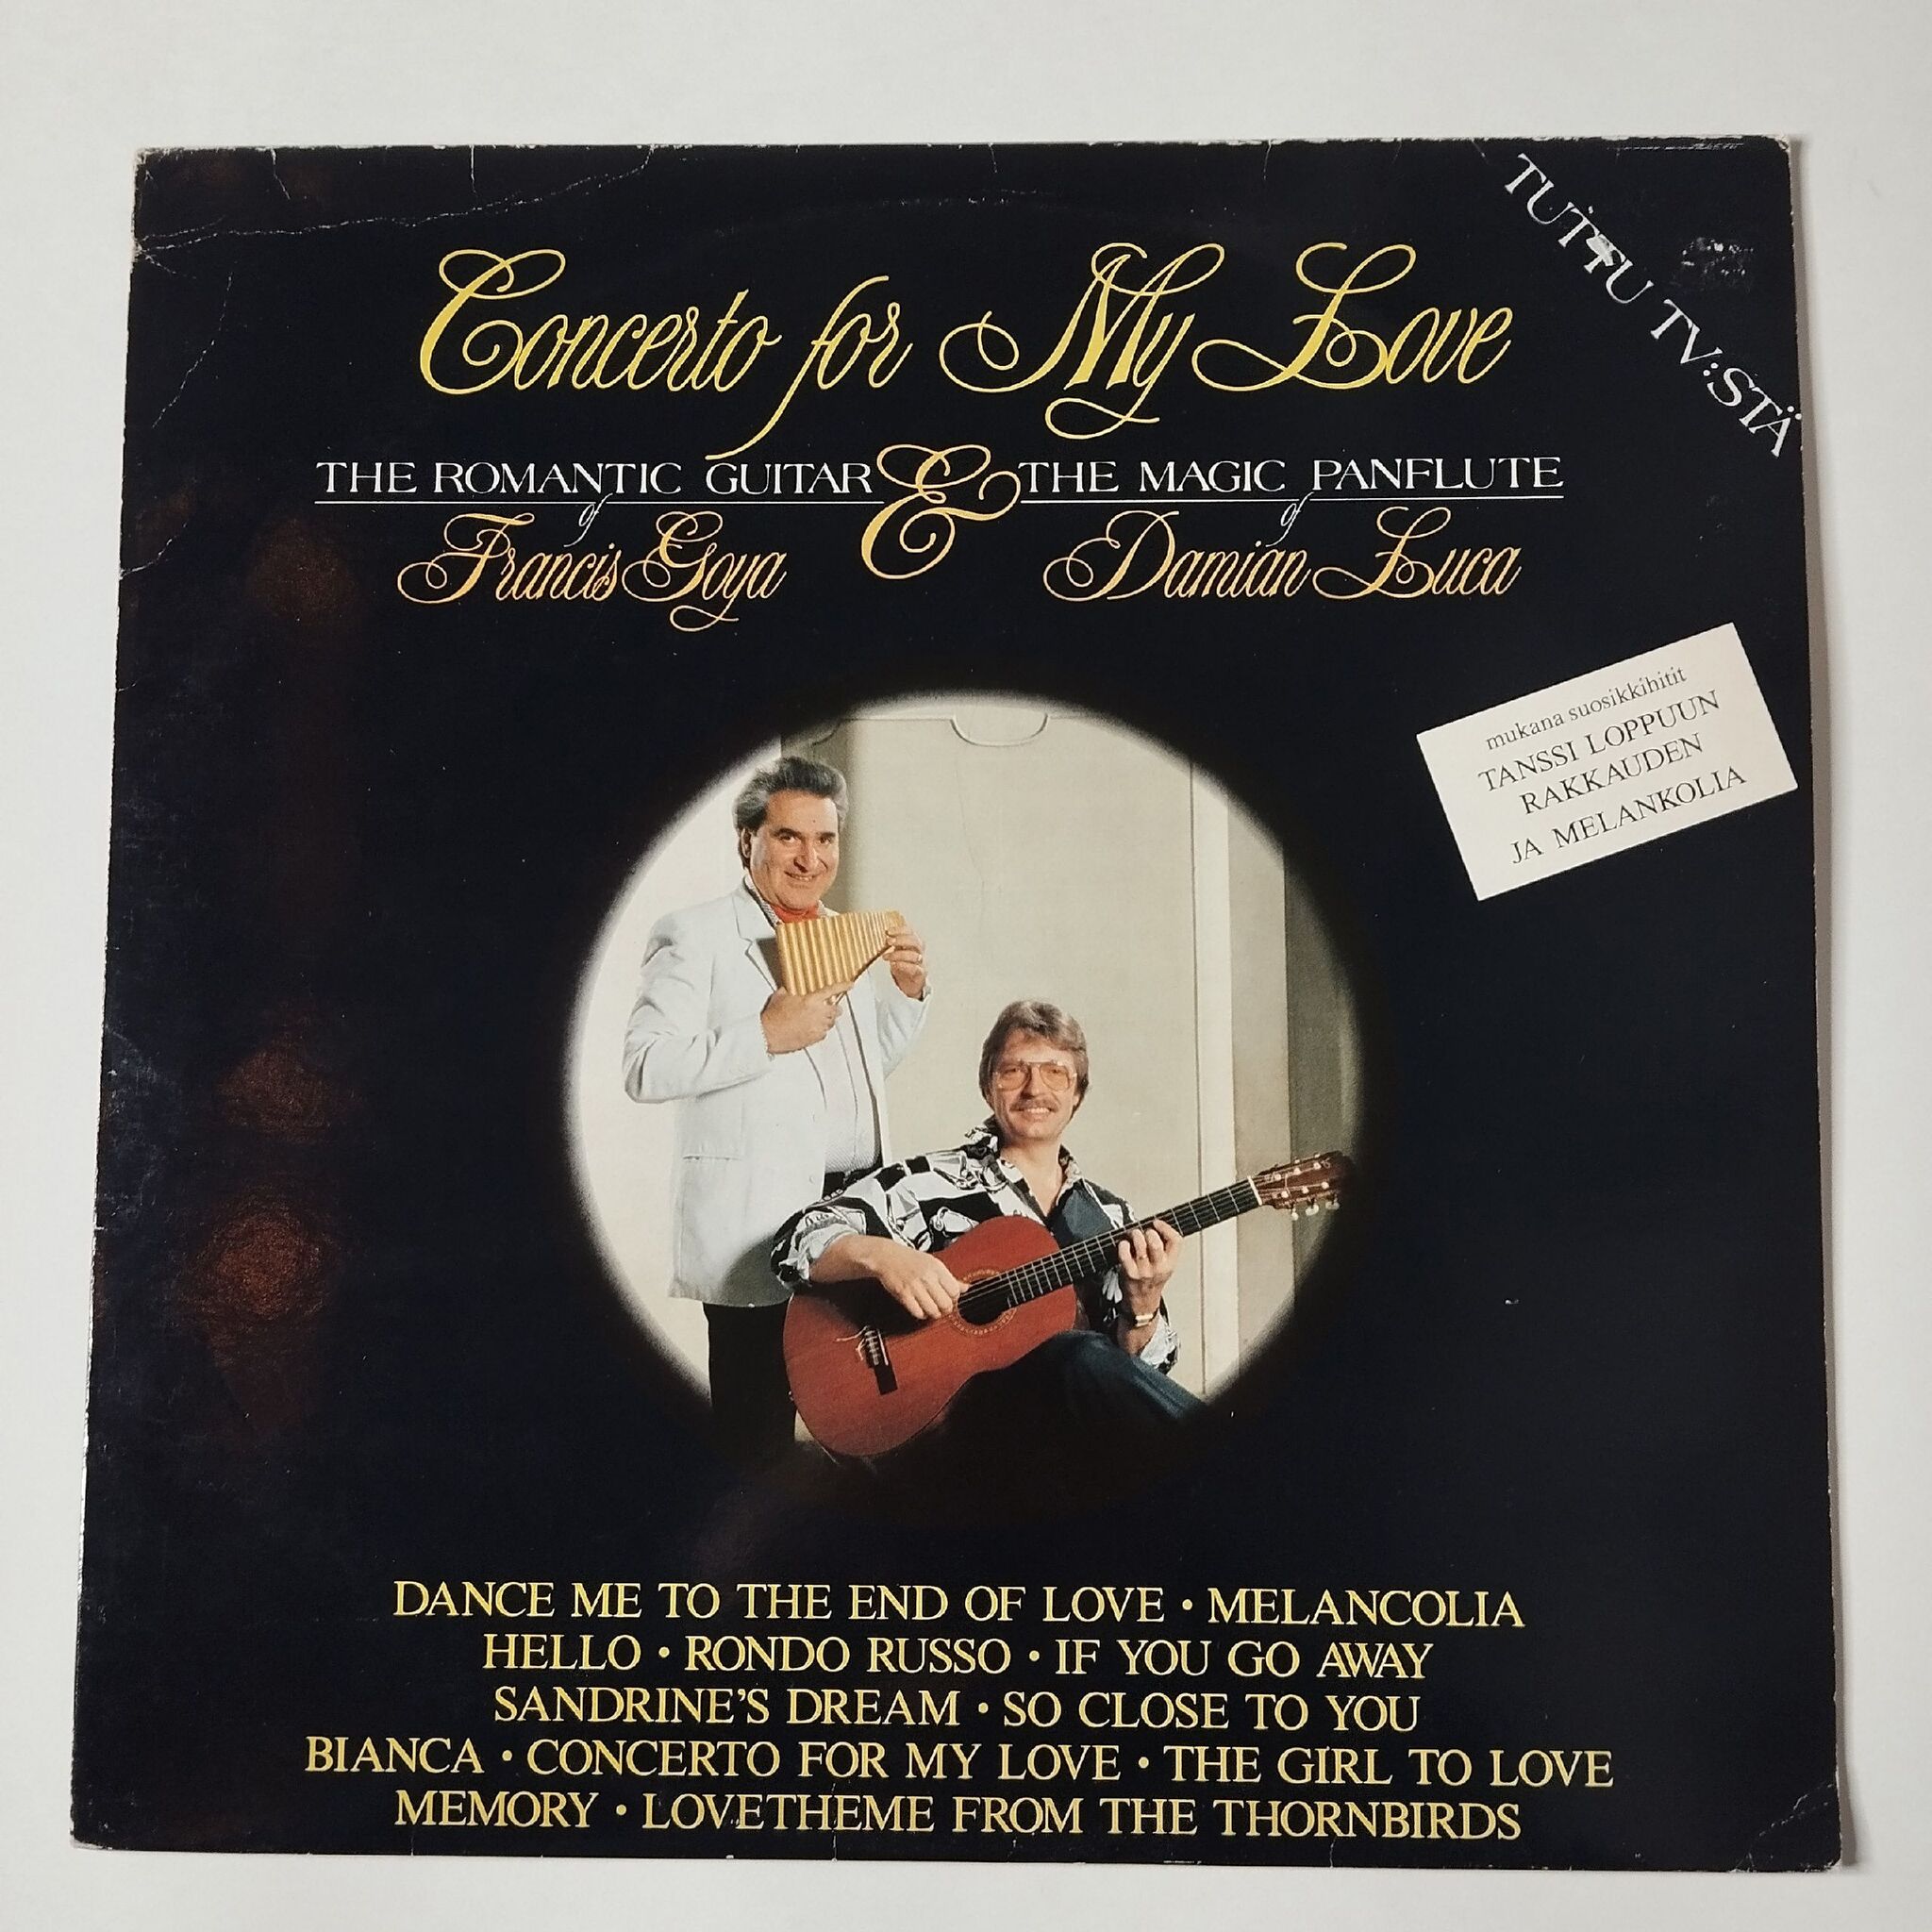 TUTTU TV:STÄ
Concerto for My Love
THE ROMANTIC GUITAR & THE MAGIC PANFLUTE
of of
Francis Goya Damian Luca
mukana suosikkihitit
TANSSI LOPPUUN
RAKKAUDEN
JA MELANKOLIA
DANCE ME TO THE END OF LOVE • MELANCOLIA
HELLO • RONDO RUSSO • IF YOU GO AWAY
SANDRINE'S DREAM • SO CLOSE TO YOU
BIANCA • CONCERTO FOR MY LOVE • THE GIRL TO LOVE
MEMORY • LOVETHEME FROM THE THORNBIRDS